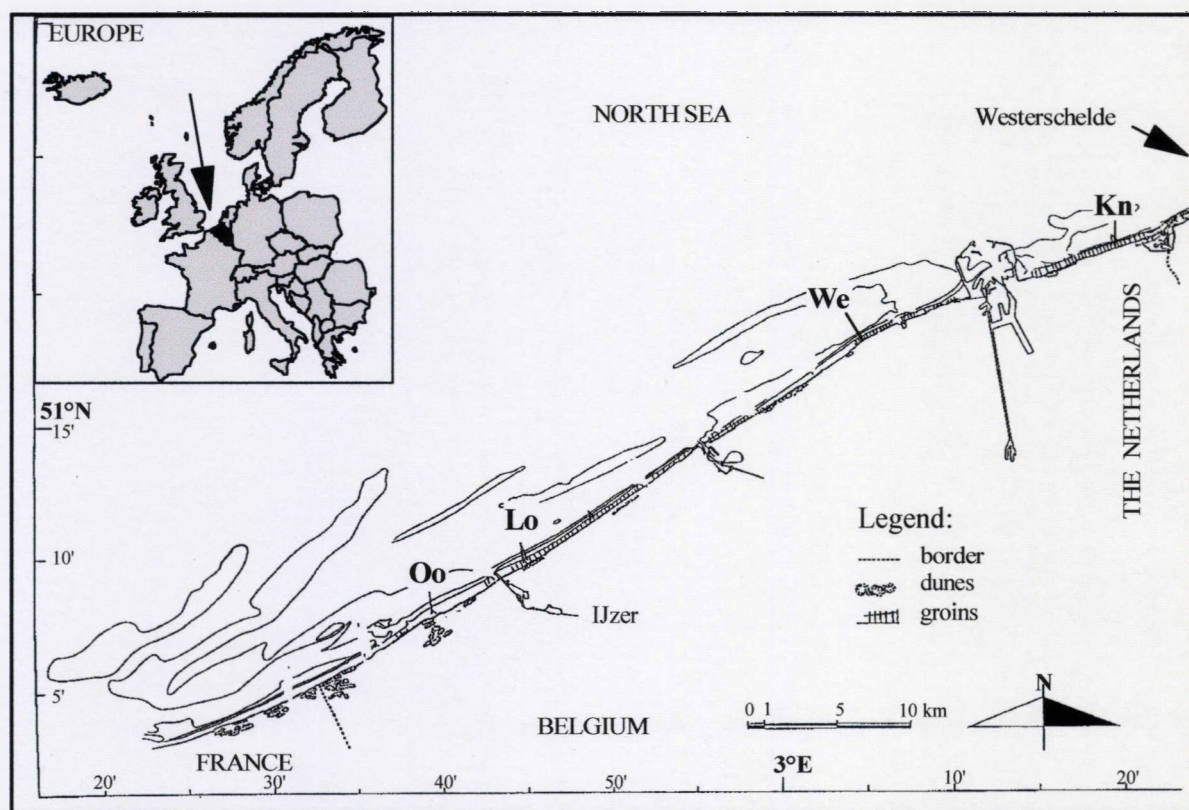 EUROPE
NORTH SEA
Westerschelde
Kn
We
51°N
15'
THE NETHERLANDS
Legend:
border
dunes
groins
Lo
10'
Oo
IJzer
5'
N
BELGIUM
0 1 5 10 km
FRANCE
3°E
20' 30' 40' 50' 10' 20'